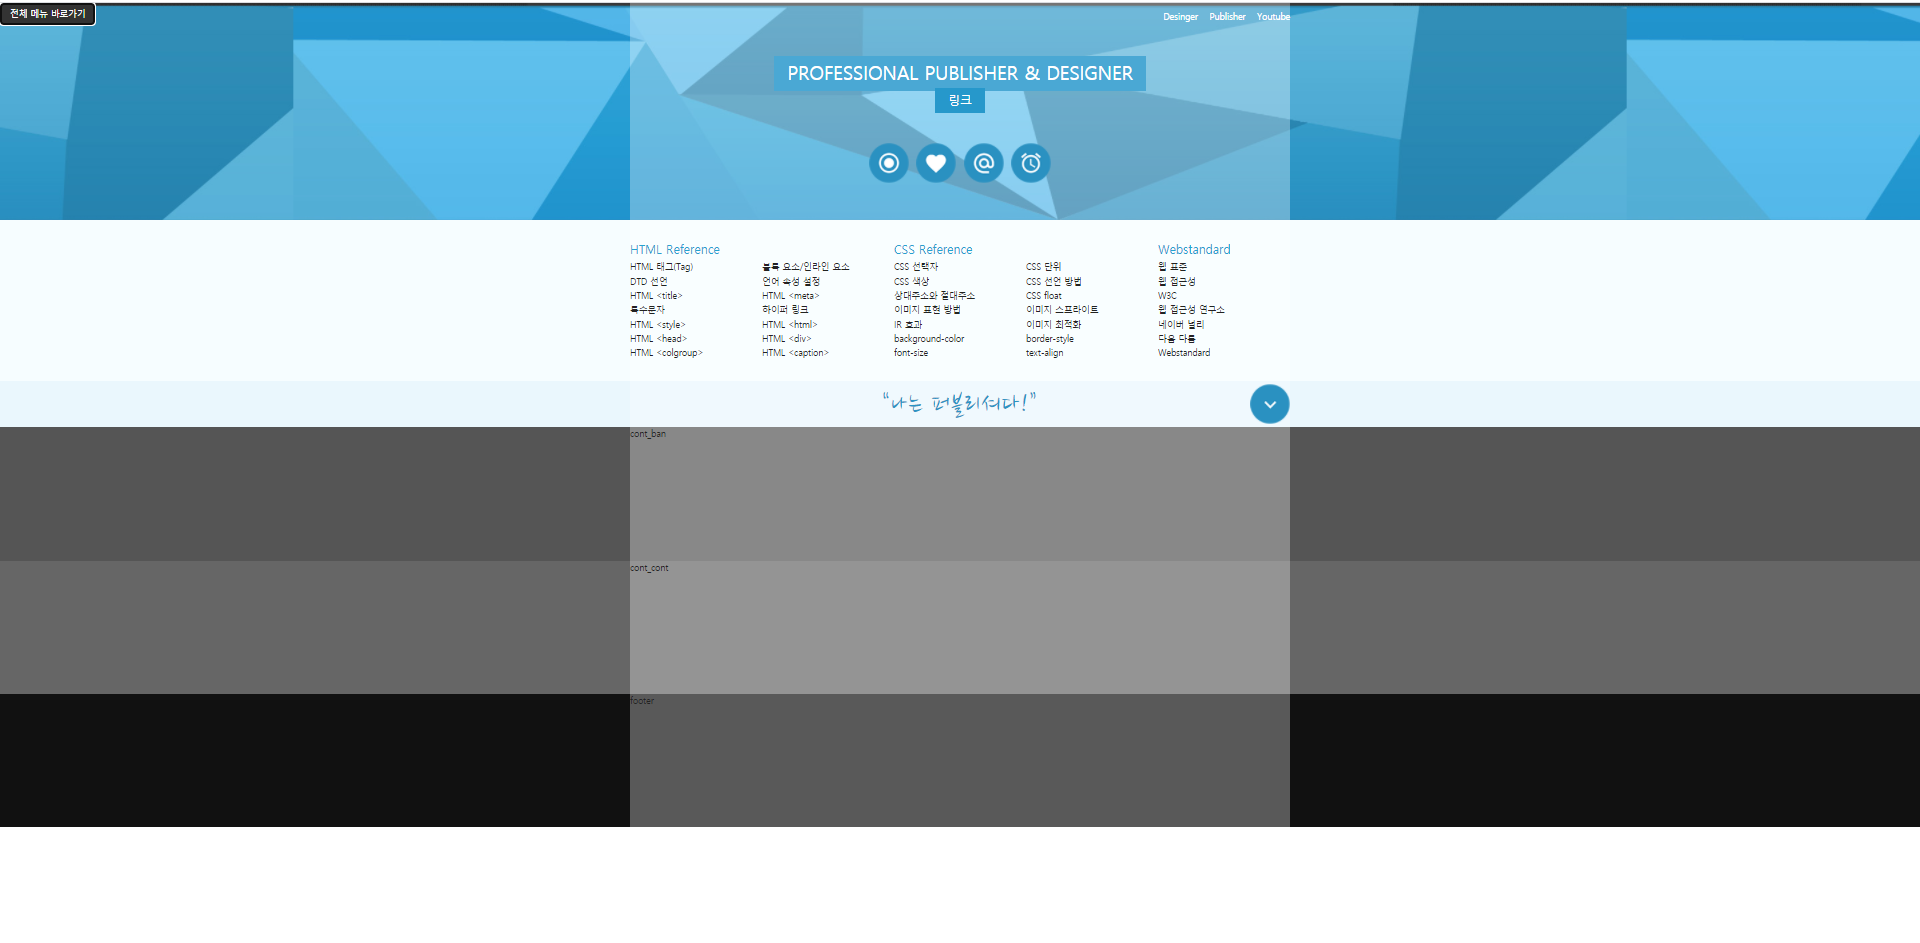 전체 메뉴 바로가기
Desinger Publisher Youtube
PROFESSIONAL PUBLISHER & DESIGNER
링크
HTML Reference
HTML 태그(Tag)
DTD 선언
HTML <title>
특수문자
HTML <style>
HTML <head>
HTML <colgroup>
블록 요소/인라인 요소
언어 속성 설정
HTML <meta>
하이퍼 링크
HTML <html>
HTML <div>
HTML <caption>
CSS Reference
CSS 선택자
CSS 색상
상대주소와 절대주소
이미지 표현 방법
IR 효과
background-color
font-size
CSS 단위
CSS 선언 방법
CSS float
이미지 스프라이트
이미지 최적화
border-style
text-align
Webstandard
웹 표준
웹 접근성
W3C
웹 접근성 연구소
네이버 널리
다음 다룸
Webstandard
“나는 퍼블리셔다!”
cont_ban
cont_cont
footer